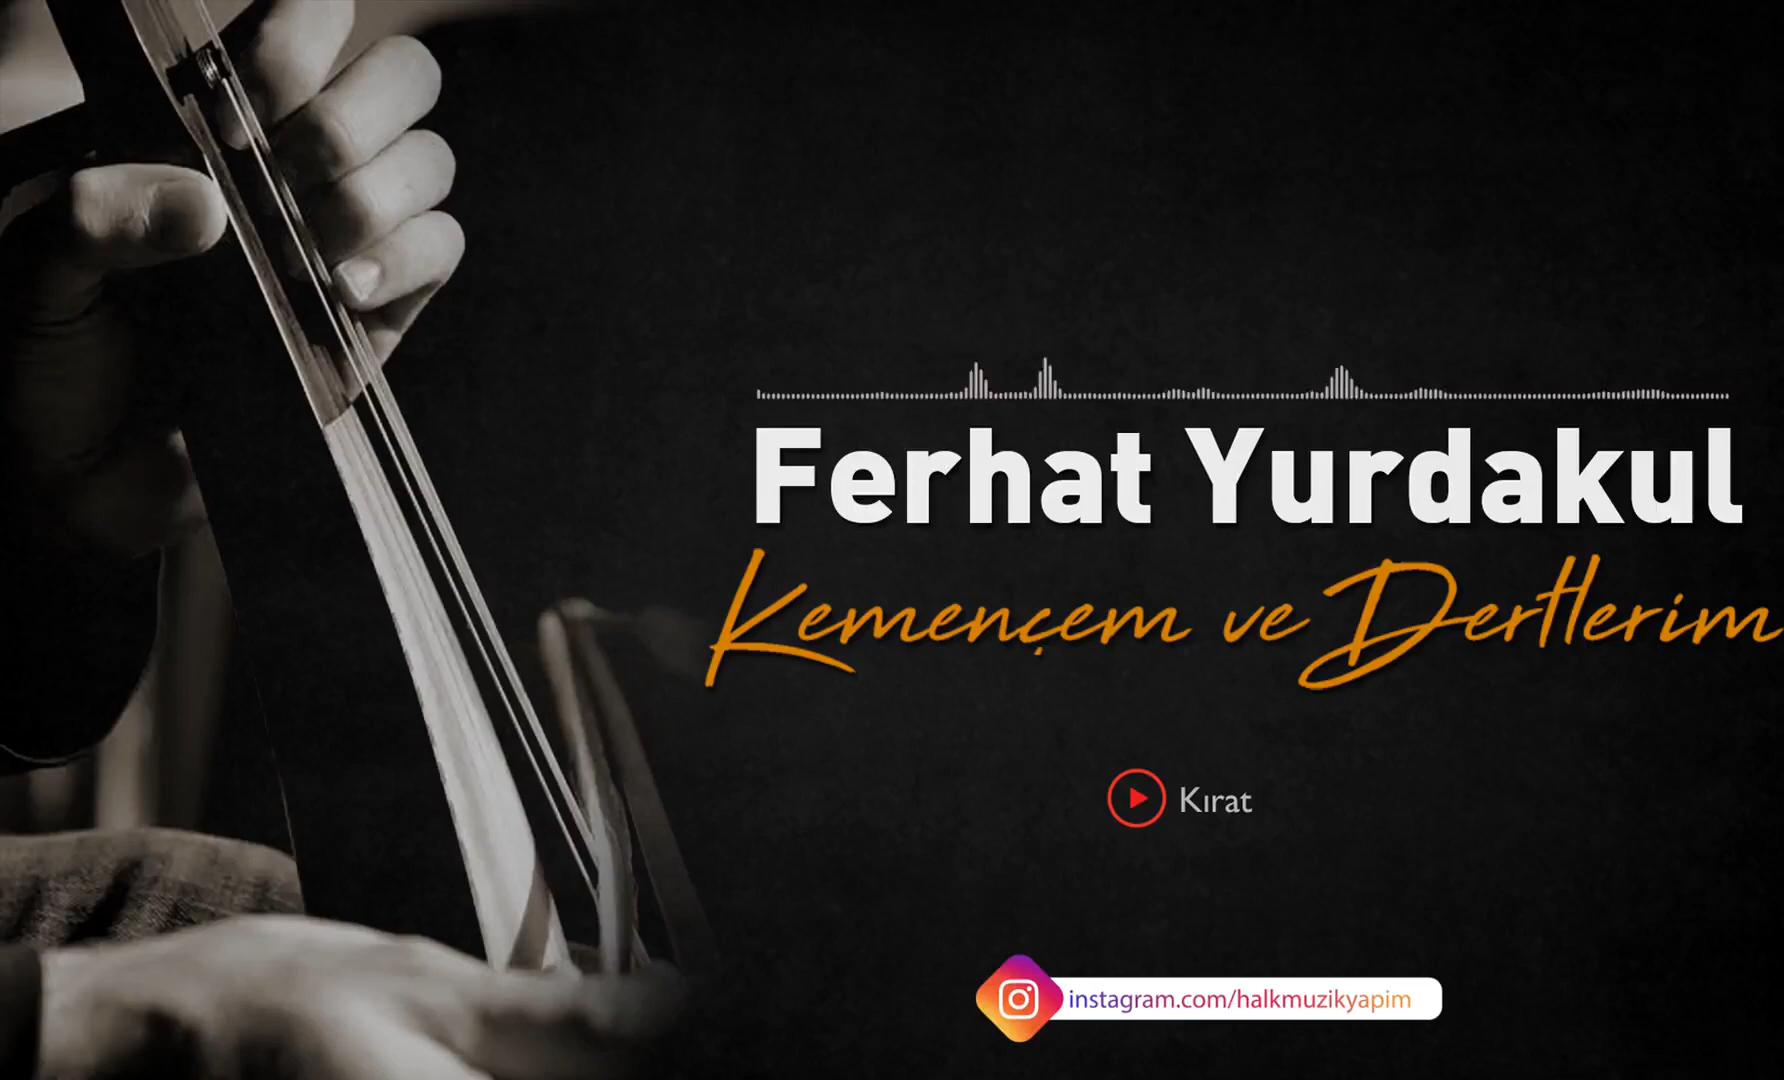 Ferhat Yurdakul
Kemençem ve Dertlerim
Kırat
instagram.com/halkmuzikyapim